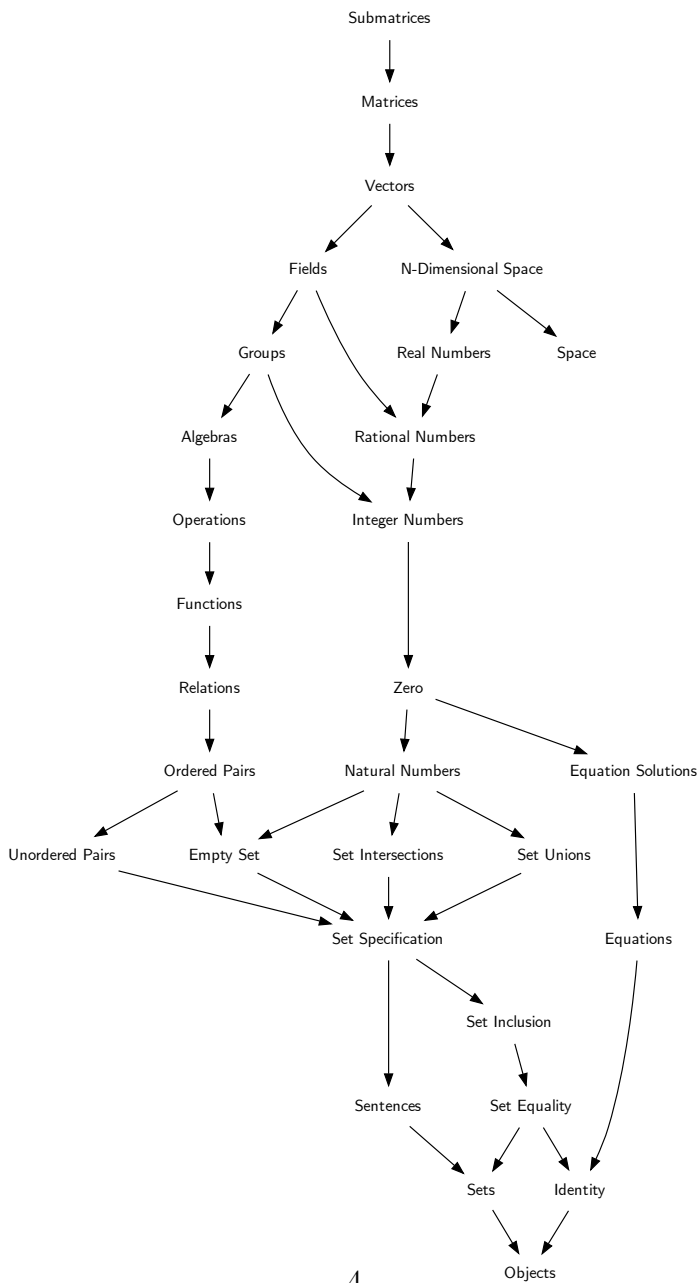 Submatrices
Matrices
Vectors
Fields
N-Dimensional Space
Groups
Real Numbers
Space
Algebras
Rational Numbers
Operations
Integer Numbers
Functions
Relations
Zero
Ordered Pairs
Natural Numbers
Equation Solutions
Unordered Pairs
Empty Set
Set Intersections
Set Unions
Set Specification
Equations
Set Inclusion
Sentences
Set Equality
Sets
Identity
Objects
4